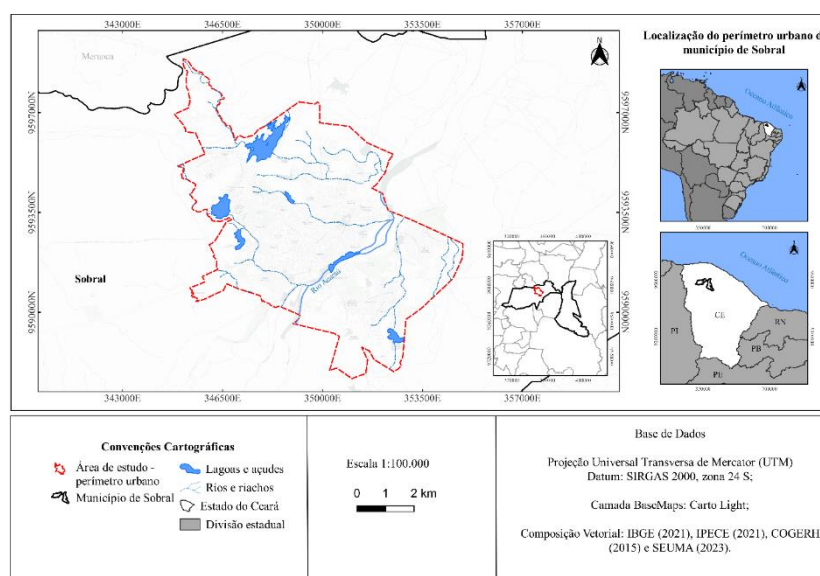 343000E 346500E 350000E 353500E 357000E
Meruoca
N
9597000N
9593500N
9590000N
Sobral
Rio Acaraú
9597000N
9593500N
9590000N
343000E 346500E 350000E 353500E 357000E
Localização do perímetro urbano d
município de Sobral
Oceano Atlântico
Oceano Atlântico
CE
PI
RN
PB
PE
Convenções Cartográficas
Área de estudo -
perímetro urbano
Município de Sobral
Lagoas e açudes
Rios e riachos
Estado do Ceará
Divisão estadual
Escala 1:100.000
0 1 2 km
Base de Dados
Projeção Universal Transversa de Mercator (UTM)
Datum: SIRGAS 2000, zona 24 S;
Camada BaseMaps: Carto Light;
Composição Vetorial: IBGE (2021), IPECE (2021), COGERH
(2015) e SEUMA (2023).